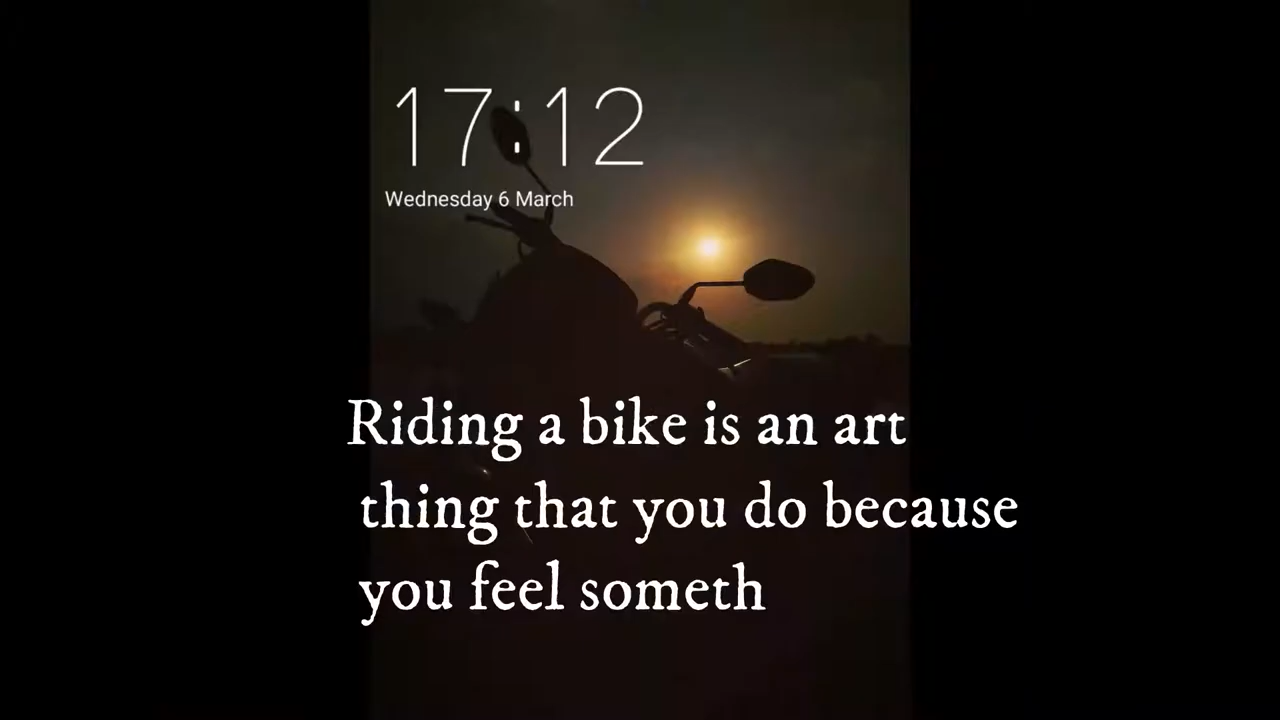 17:12
Wednesday 6 March
Riding a bike is an art
thing that you do because
you feel someth